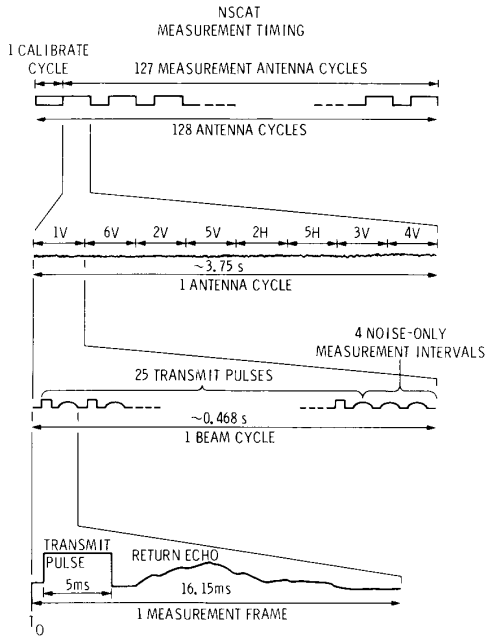 NSCAT
MEASUREMENT TIMING
1 CALIBRATE
CYCLE
127 MEASUREMENT ANTENNA CYCLES
128 ANTENNA CYCLES
1V 6V 2V 5V 2H 5H 3V 4V
~3.75 s
1 ANTENNA CYCLE
4 NOISE-ONLY
MEASUREMENT INTERVALS
25 TRANSMIT PULSES
~0.468 s
1 BEAM CYCLE
TRANSMIT
PULSE
RETURN ECHO
5ms
16.15ms
1 MEASUREMENT FRAME
T0